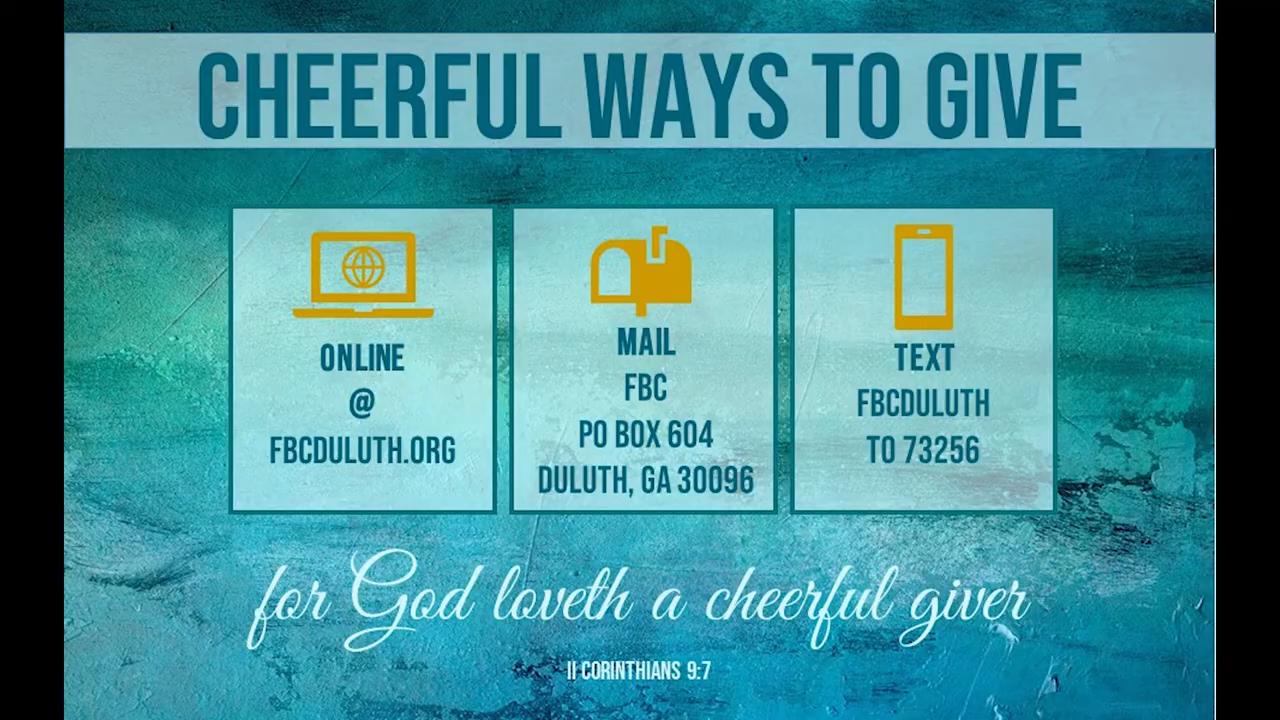 CHEERFUL WAYS TO GIVE
ONLINE
@
FBCDULUTH.ORG
MAIL
FBC
PO BOX 604
DULUTH, GA 30096
TEXT
FBCDULUTH
TO 73256
for God loveth a cheerful giver
II CORINTHIANS 9:7